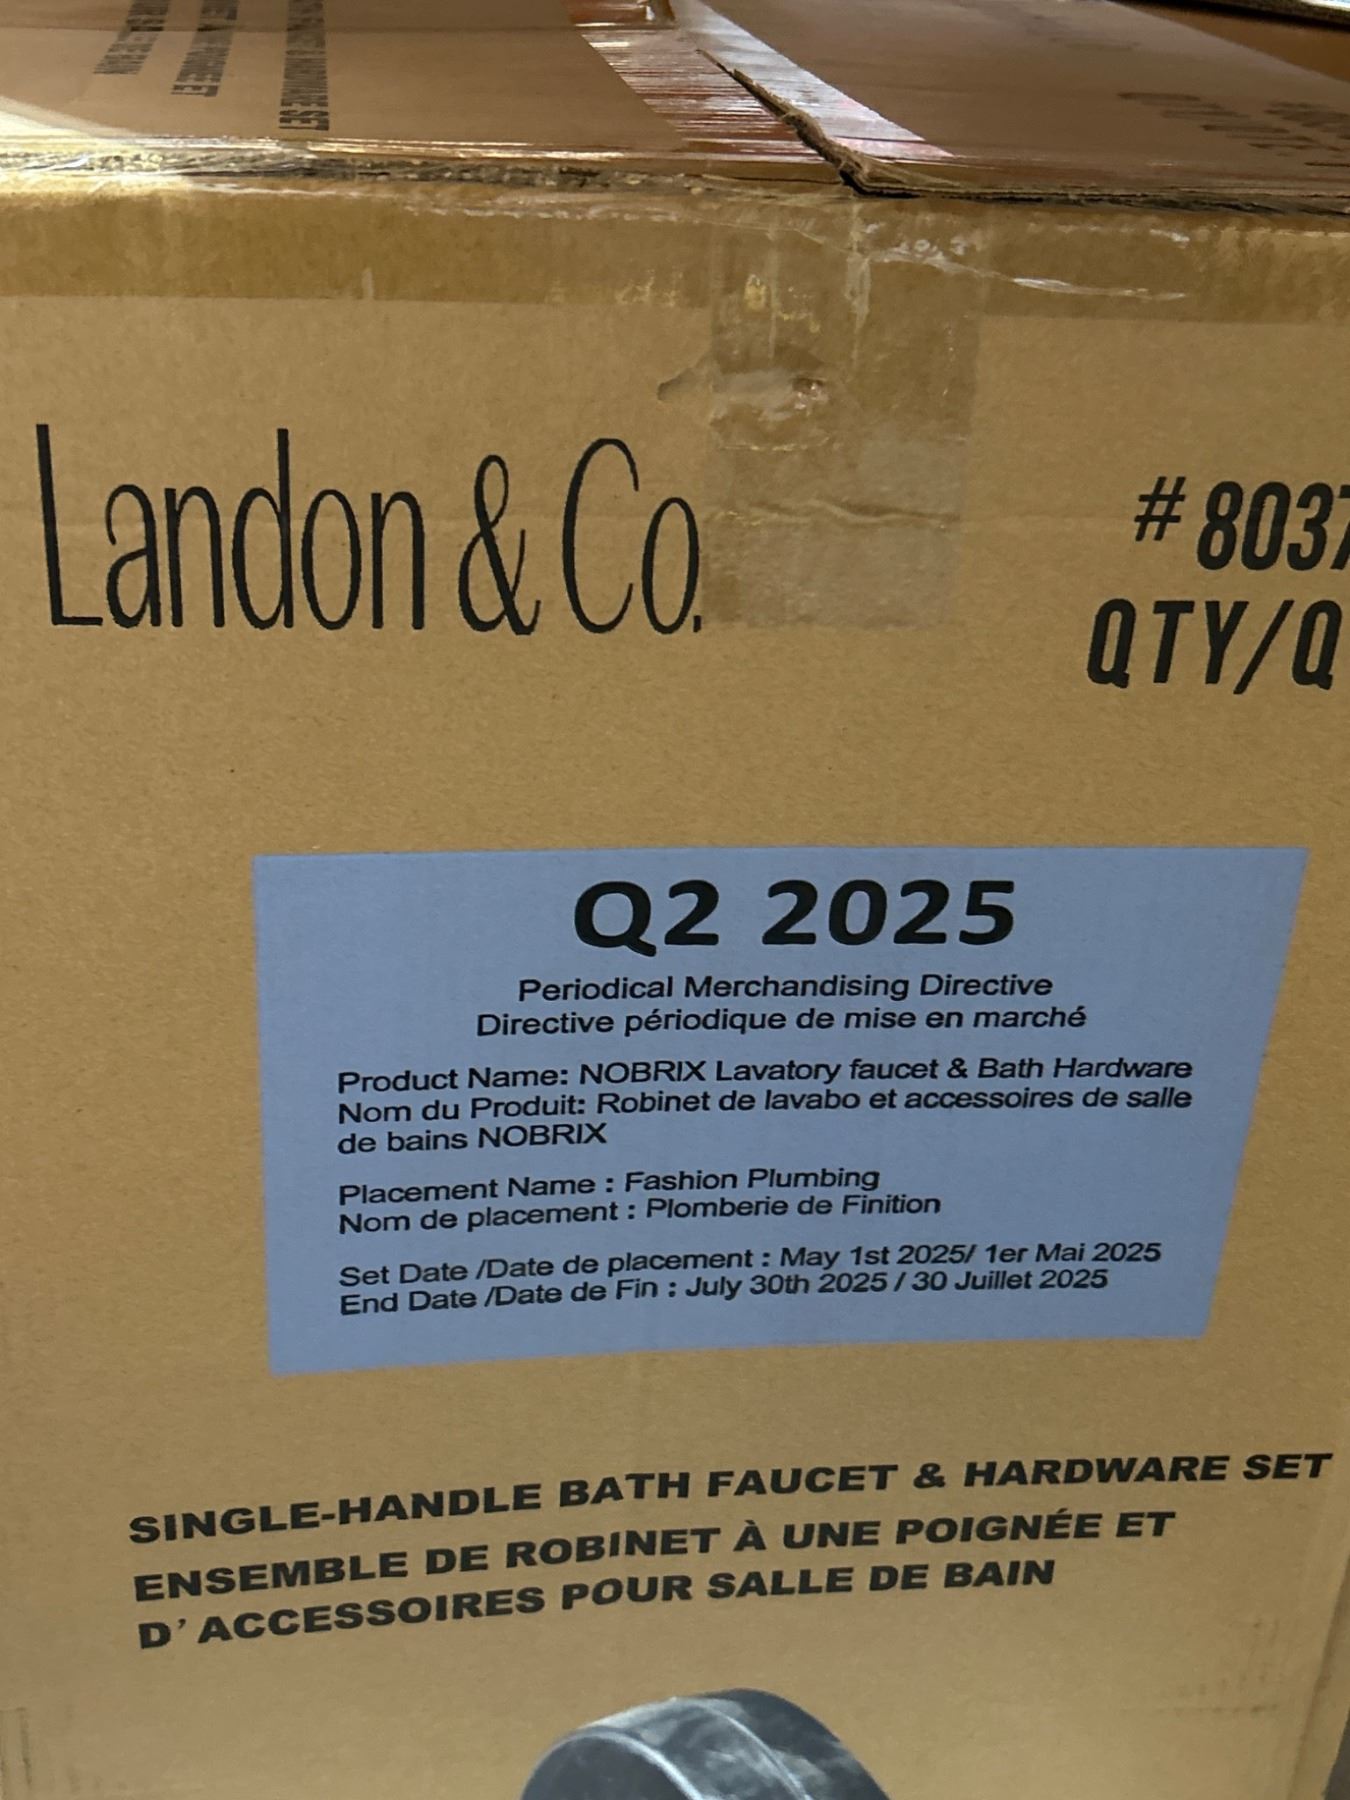 HARDWARE SET
Landon & Co.
# 8037
QTY/Q
Q2 2025
Periodical Merchandising Directive
Directive périodique de mise en marché
Product Name: NOBRIX Lavatory faucet & Bath Hardware
Nom du Produit: Robinet de lavabo et accessoires de salle
de bains NOBRIX
Placement Name : Fashion Plumbing
Nom de placement : Plomberie de Finition
Set Date /Date de placement : May 1st 2025/ 1er Mai 2025
End Date /Date de Fin : July 30th 2025 / 30 Juillet 2025
SINGLE-HANDLE BATH FAUCET & HARDWARE SET
ENSEMBLE DE ROBINET À UNE POIGNÉE ET
D'ACCESSOIRES POUR SALLE DE BAIN